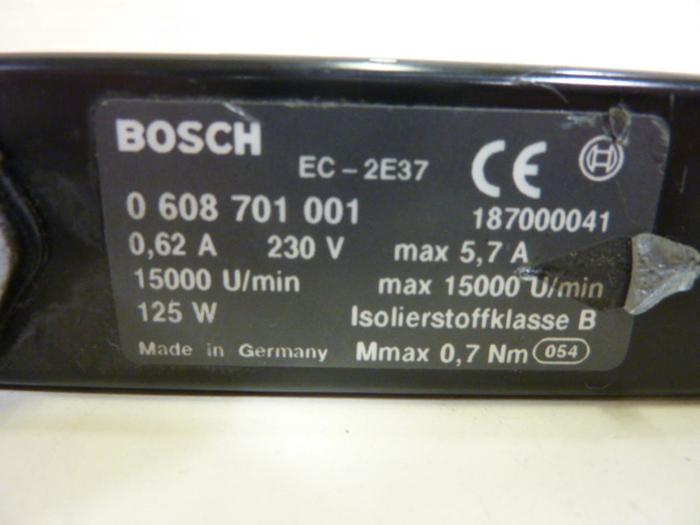 BOSCH
EC-2E37 CE
0 608 701 001 187000041
0,62 A 230 V max 5,7 A
15000 U/min max 15000 U/min
125 W Isolierstoffklasse B
Made in Germany Mmax 0,7 Nm 054